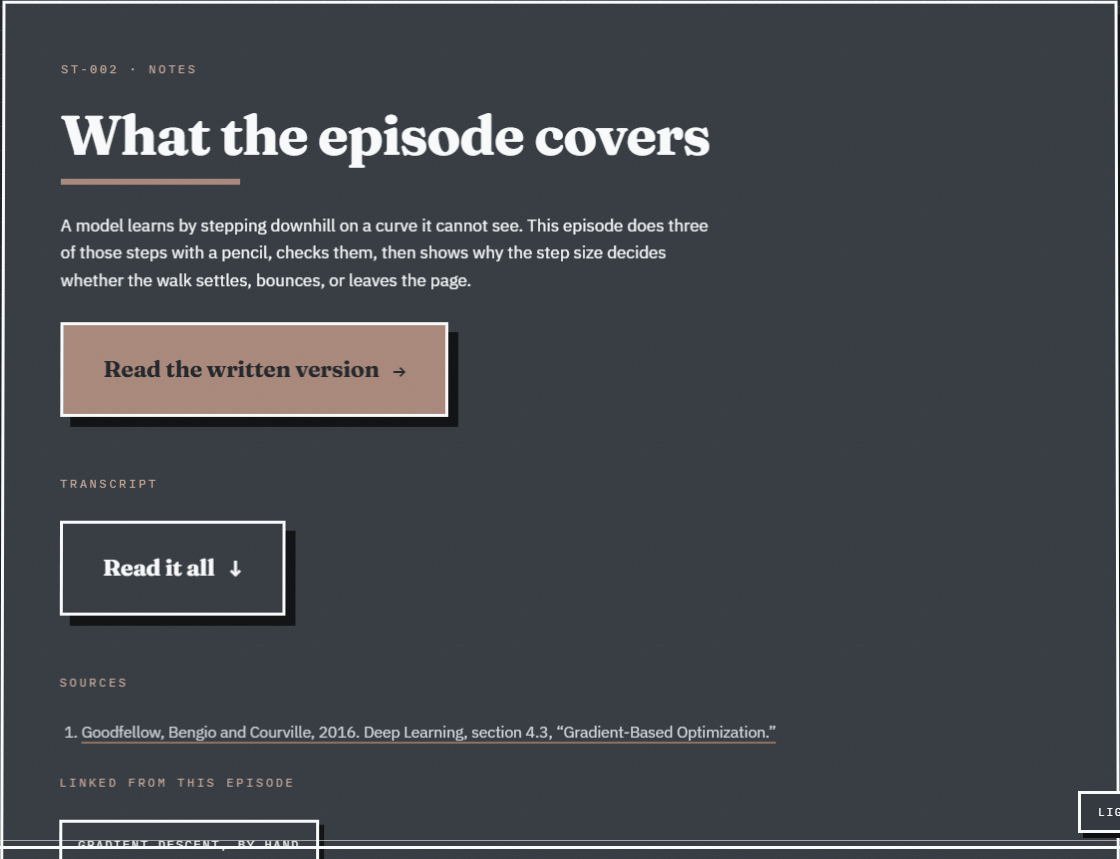 ST-002 · NOTES
What the episode covers
A model learns by stepping downhill on a curve it cannot see. This episode does three
of those steps with a pencil, checks them, then shows why the step size decides
whether the walk settles, bounces, or leaves the page.
Read the written version →
TRANSCRIPT
Read it all ↓
SOURCES
1. Goodfellow, Bengio and Courville, 2016. Deep Learning, section 4.3, “Gradient-Based Optimization.”
LINKED FROM THIS EPISODE
LIG
GRADIENT DESCENT, BY HAND